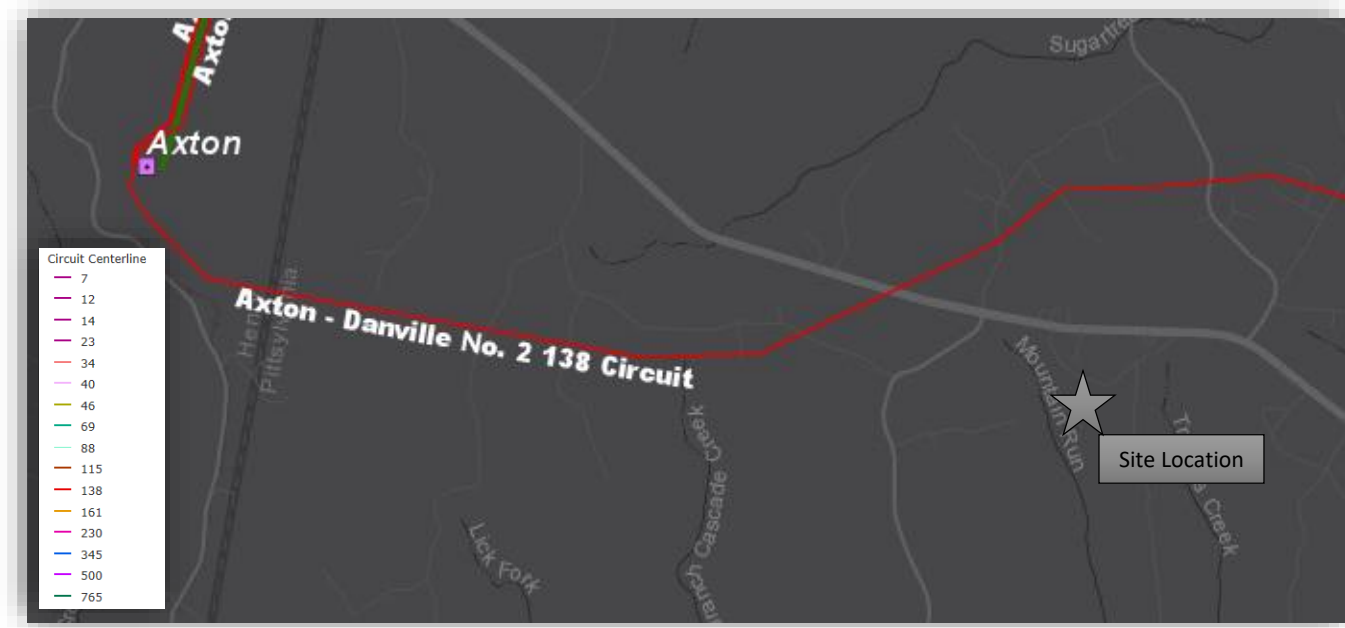 Axton
Axton
Circuit Centerline
7
12
14
23
34
40
46
69
88
115
138
161
230
345
500
765
Pittsylvania
Axton - Danville No. 2 138 Circuit
Mountain Run
Site Location
Creek
Cascade Creek
Lick Fork